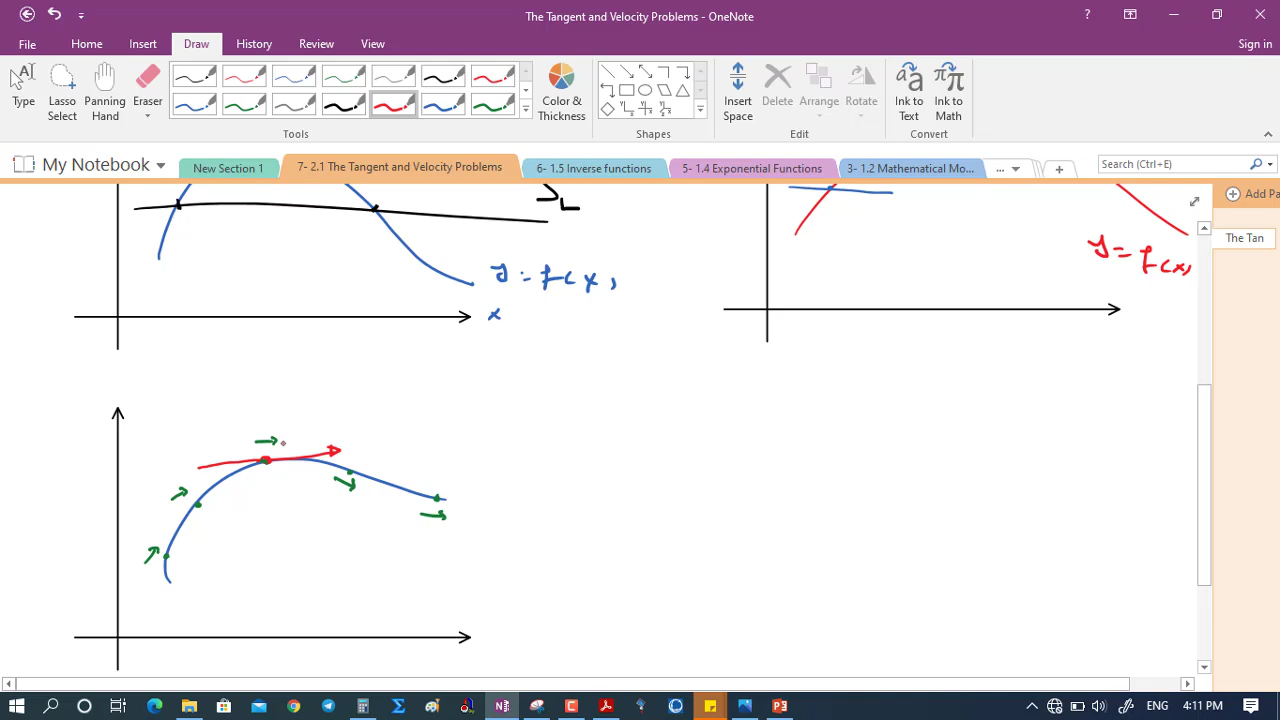 The Tangent and Velocity Problems - OneNote
?
File
Home
Insert
Draw
History
Review
View
Sign in
Type
Lasso Select
Panning Hand
Eraser
Color & Thickness
Insert Space
Delete
Arrange
Rotate
Ink to Text
Ink to Math
Tools
Shapes
Edit
Convert
My Notebook
New Section 1
7- 2.1 The Tangent and Velocity Problems
6- 1.5 Inverse functions
5- 1.4 Exponential Functions
3- 1.2 Mathematical Mo...
...
Search (Ctrl+E)
Add Pa
The Tan
L
y = f(x)
x
y = f(x)
ENG
4:11 PM